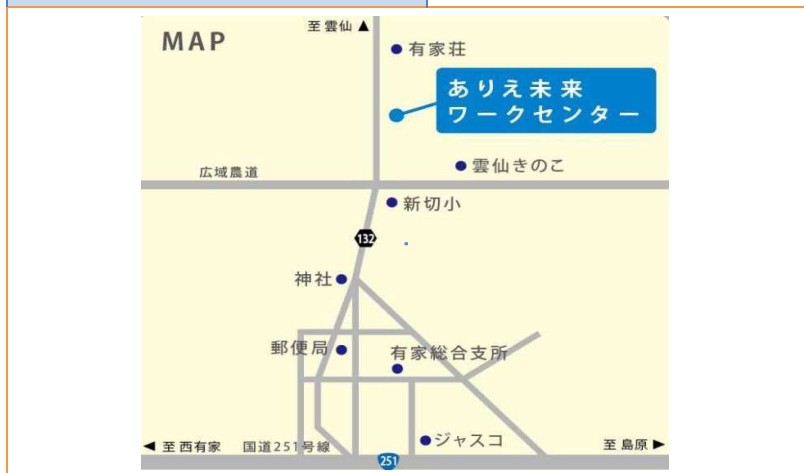 至雲仙▲
MAP
有家荘
ありえ未来
ワークセンター
雲仙きのこ
広域農道
新切小
132
神社
郵便局
有家総合支所
ジャスコ
◀ 至西有家
国道251号線
至島原 ▶
251